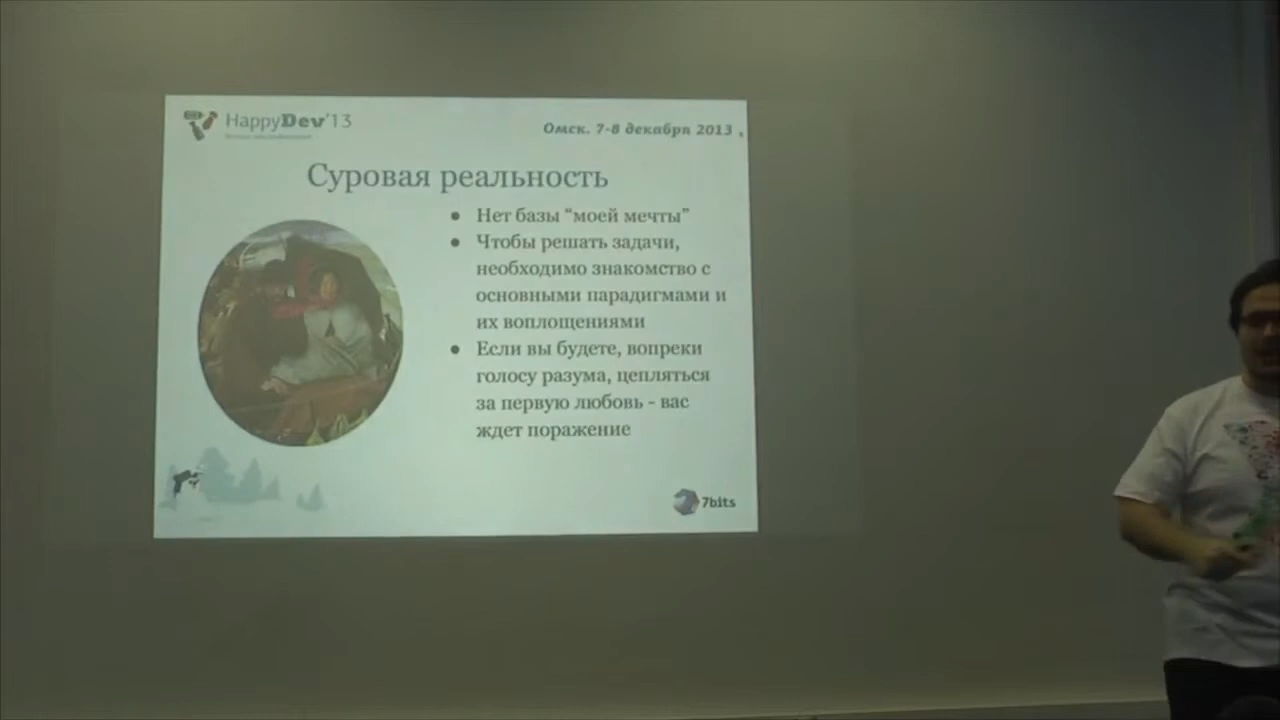 HappyDev'13
Омск. 7-8 декабря 2013
Суровая реальность
● Нет базы “моей мечты”
● Чтобы решать задачи,
необходимо знакомство с
основными парадигмами и
их воплощениями
● Если вы будете, вопреки
голосу разума, цепляться
за первую любовь - вас
ждет поражение
7bits